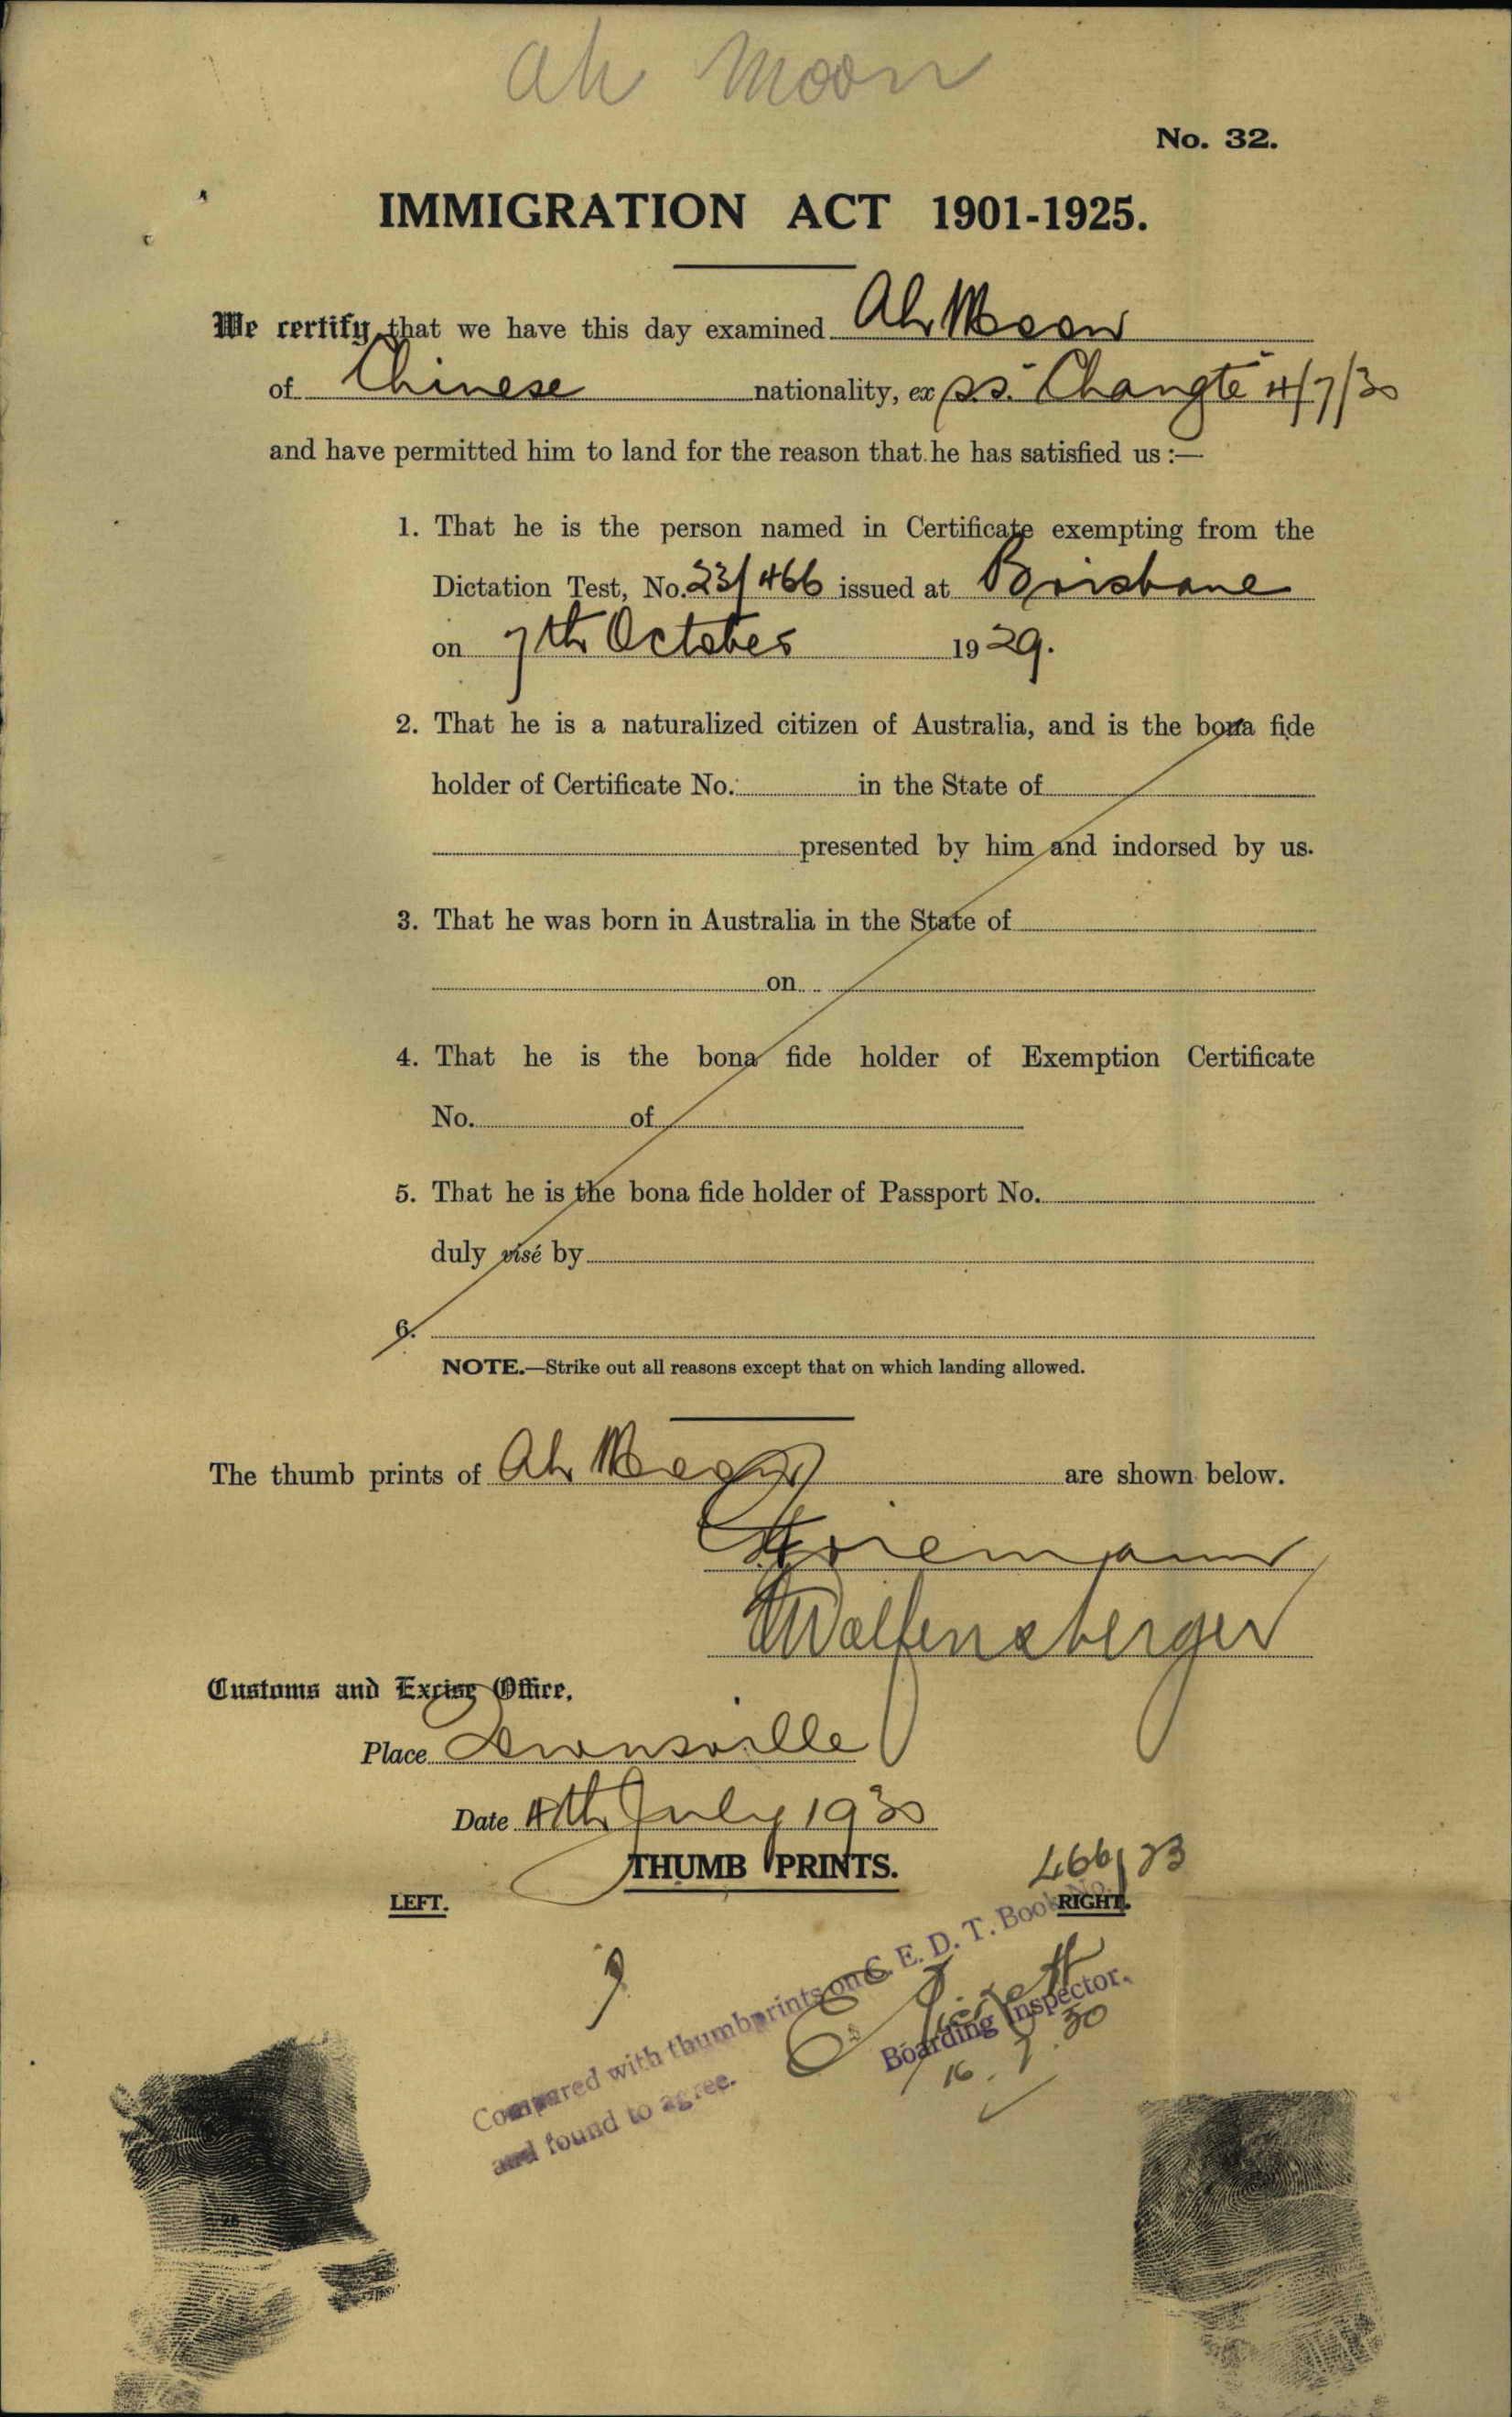 Ah Moon
No. 32.
IMMIGRATION ACT 1901-1925.
We certify that we have this day examined Ah Moon
of Chinese nationality, ex s.s. "Changte" 4/7/30
and have permitted him to land for the reason that he has satisfied us :—
1. That he is the person named in Certificate exempting from the
Dictation Test, No. 23/466 issued at Brisbane
on 7th October 1929.
2. That he is a naturalized citizen of Australia, and is the bona fide
holder of Certificate No. in the State of
presented by him and indorsed by us.
3. That he was born in Australia in the State of
on
4. That he is the bona fide holder of Exemption Certificate
No. of
5. That he is the bona fide holder of Passport No.
duly visé by
6.
NOTE.—Strike out all reasons except that on which landing allowed.
The thumb prints of Ah Moon are shown below.
Wolfensberger
Customs and Excise Office.
Place Townsville
Date 4th July 1930
THUMB PRINTS.
466/23
LEFT.
RIGHT.
Compared with thumbprints on C. E. D. T. Book No.
and found to agree.
Boarding Inspector.
16.7.30